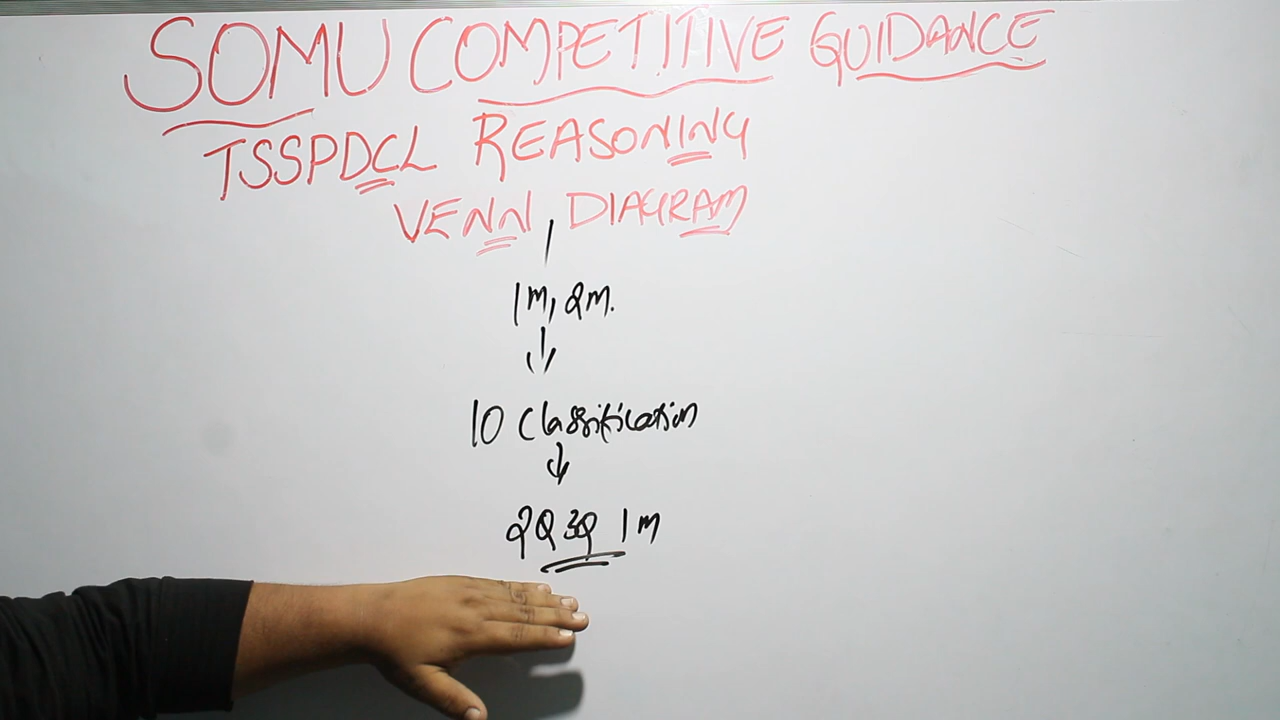 SOMU COMPETITIVE GUIDANCE
TSSPDCL REASONING
VENN DIAGRAM
1M, 2M.
10 Classification
2Q 3Q 1M